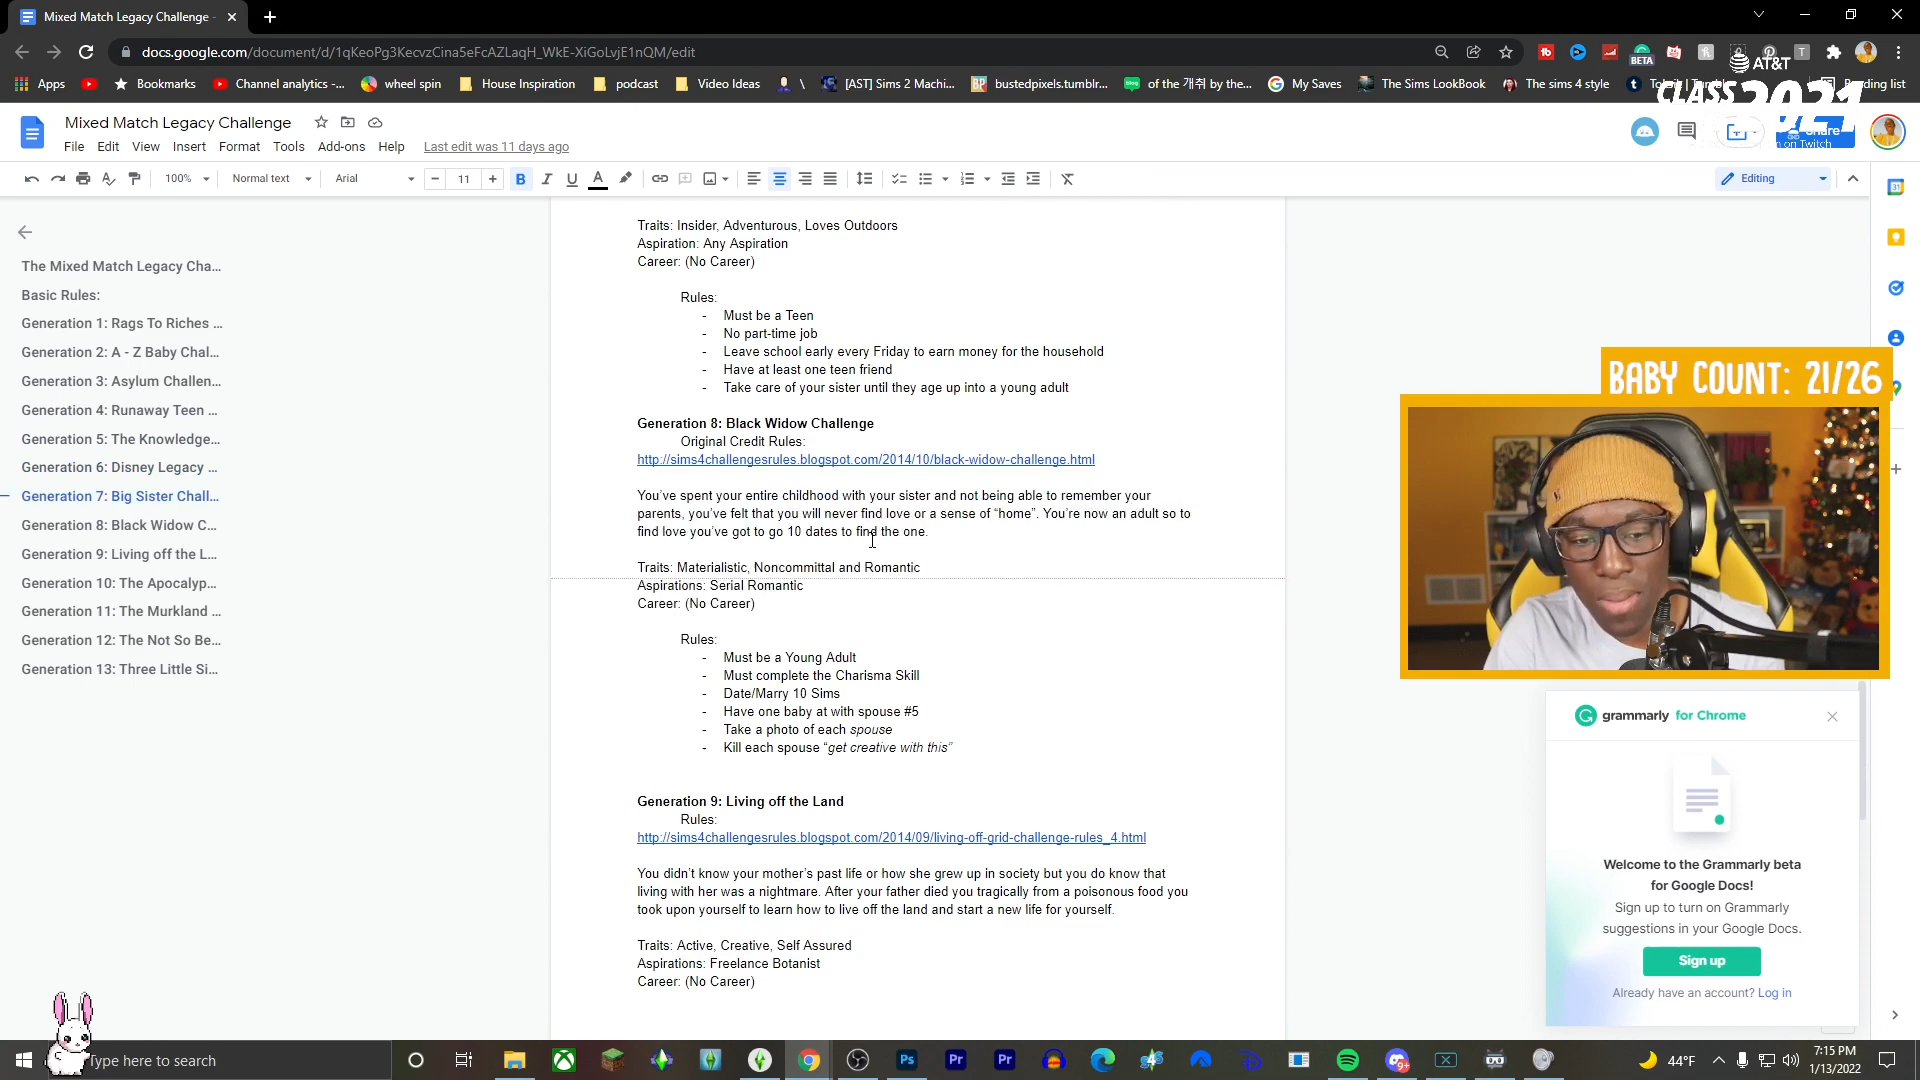 Mixed Match Legacy Challenge -
docs.google.com/document/d/1qKeoPg3KecvzCina5eFcAZLaqH_WkE-XiGoLvjE1nQM/edit
BETA
Apps
Bookmarks
Channel analytics -...
wheel spin
House Inspiration
podcast
Video Ideas
\
[AST] Sims 2 Machi...
bustedpixels.tumblr...
of the 개취 by the...
My Saves
The Sims LookBook
The sims 4 style
AT&T
CLASS 2021
on Twitch
Mixed Match Legacy Challenge
Share
File Edit View Insert Format Tools Add-ons Help Last edit was 11 days ago
100% Normal text Arial 11 Editing
The Mixed Match Legacy Cha...
Basic Rules:
Generation 1: Rags To Riches ...
Generation 2: A - Z Baby Chal...
Generation 3: Asylum Challen...
Generation 4: Runaway Teen ...
Generation 5: The Knowledge...
Generation 6: Disney Legacy ...
Generation 7: Big Sister Chall...
Generation 8: Black Widow C...
Generation 9: Living off the L...
Generation 10: The Apocalyp...
Generation 11: The Murkland ...
Generation 12: The Not So Be...
Generation 13: Three Little Si...
Traits: Insider, Adventurous, Loves Outdoors
Aspiration: Any Aspiration
Career: (No Career)
Rules:
- Must be a Teen
- No part-time job
- Leave school early every Friday to earn money for the household
- Have at least one teen friend
- Take care of your sister until they age up into a young adult
Generation 8: Black Widow Challenge
Original Credit Rules:
http://sims4challengesrules.blogspot.com/2014/10/black-widow-challenge.html
You've spent your entire childhood with your sister and not being able to remember your
parents, you've felt that you will never find love or a sense of “home”. You're now an adult so to
find love you've got to go 10 dates to find the one.
Traits: Materialistic, Noncommittal and Romantic
Aspirations: Serial Romantic
Career: (No Career)
Rules:
- Must be a Young Adult
- Must complete the Charisma Skill
- Date/Marry 10 Sims
- Have one baby at with spouse #5
- Take a photo of each spouse
- Kill each spouse “get creative with this”
Generation 9: Living off the Land
Rules:
http://sims4challengesrules.blogspot.com/2014/09/living-off-grid-challenge-rules_4.html
You didn't know your mother's past life or how she grew up in society but you do know that
living with her was a nightmare. After your father died you tragically from a poisonous food you
took upon yourself to learn how to live off the land and start a new life for yourself.
Traits: Active, Creative, Self Assured
Aspirations: Freelance Botanist
Career: (No Career)
BABY COUNT: 21/26
grammarly for Chrome
Welcome to the Grammarly beta
for Google Docs!
Sign up to turn on Grammarly
suggestions in your Google Docs.
Sign up
Already have an account? Log in
Type here to search
44°F
7:15 PM
1/13/2022